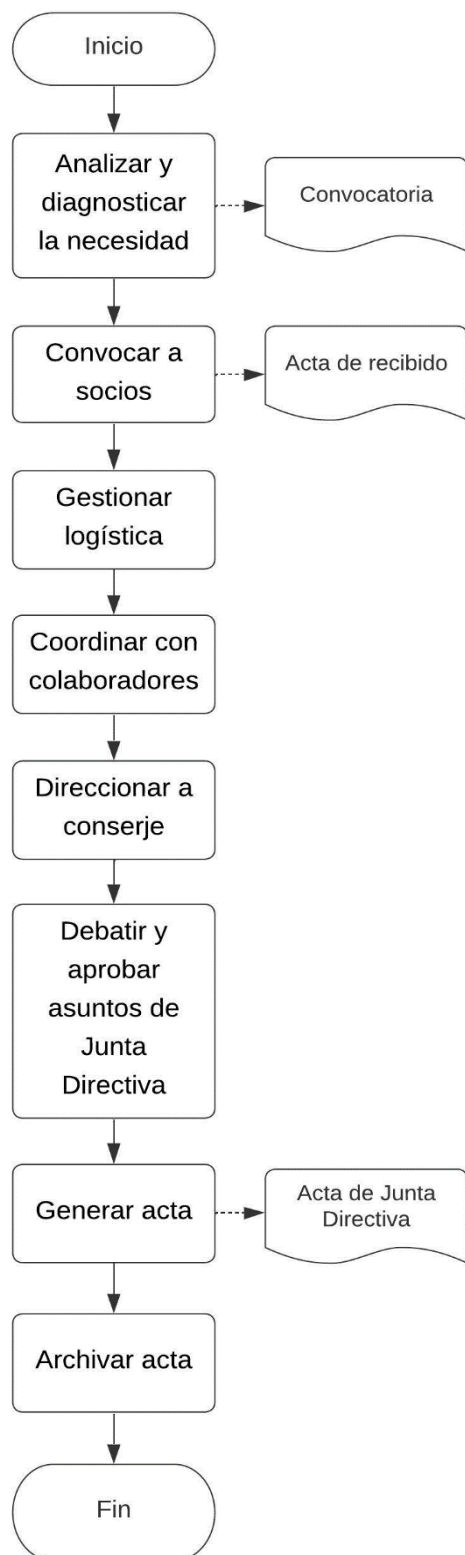 Inicio
Analizar y
diagnosticar
la necesidad
Convocatoria
Convocar a
socios
Acta de recibido
Gestionar
logística
Coordinar con
colaboradores
Direccionar a
conserje
Debatir y
aprobar
asuntos de
Junta
Directiva
Generar acta
Acta de Junta
Directiva
Archivar acta
Fin